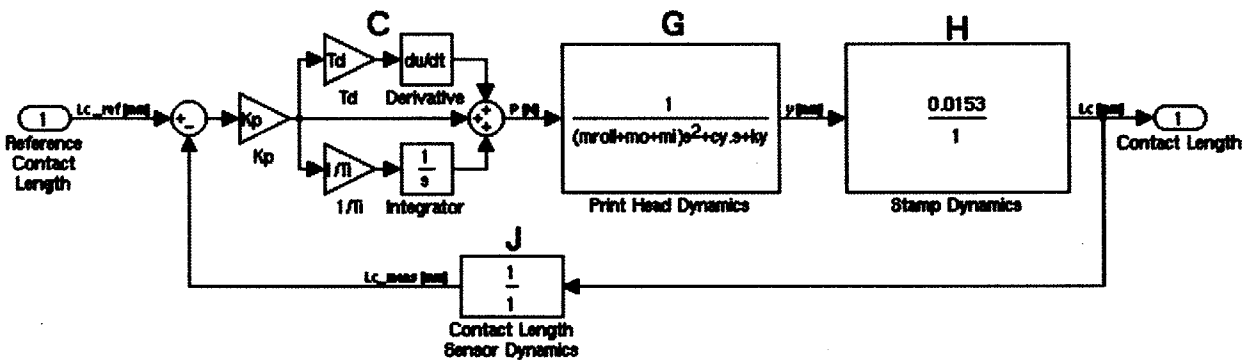 C
G
H
Td
du/dt
Td
Derivative
Lc_ref [mm]
1
Reference
Contact
Length
+
-
Kp
Kp
+
+
+
P [N]
1
(mroll+mo+mi)s²+cy.s+ky
Print Head Dynamics
y [mm]
0.0153
1
Stamp Dynamics
Lc [mm]
1
Contact Length
1/Ti
1/Ti
1
s
Integrator
J
Lc_meas [mm]
1
1
Contact Length
Sensor Dynamics